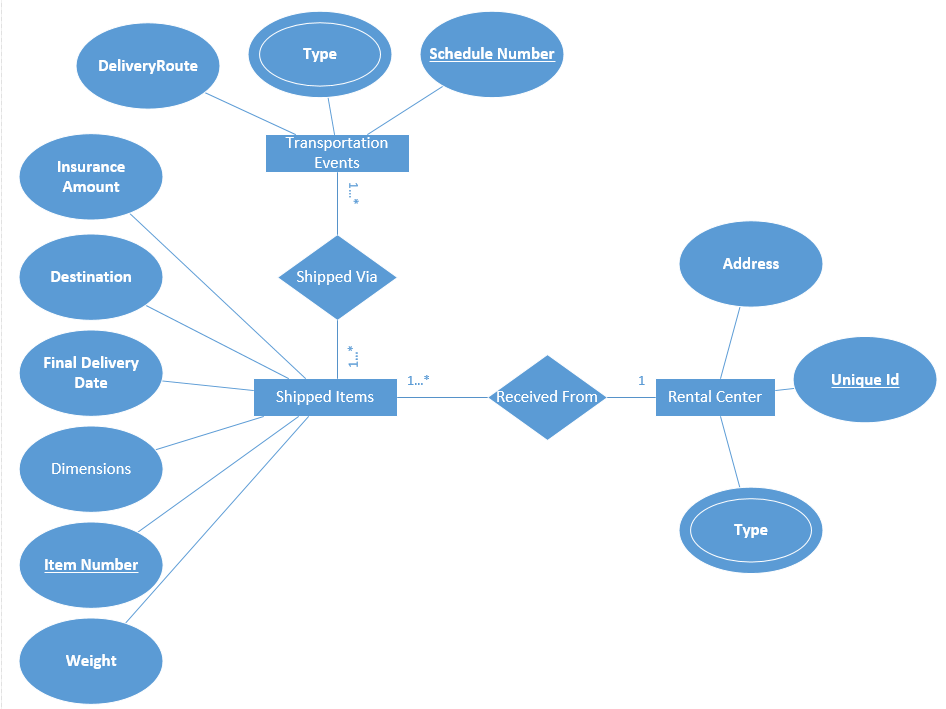 DeliveryRoute
Type
Schedule Number
Transportation
Events
1...*
Insurance
Amount
Destination
Shipped Via
Address
Final Delivery
Date
1...*
Shipped Items
1...*
Received From
1
Rental Center
Unique Id
Dimensions
Type
Item Number
Weight